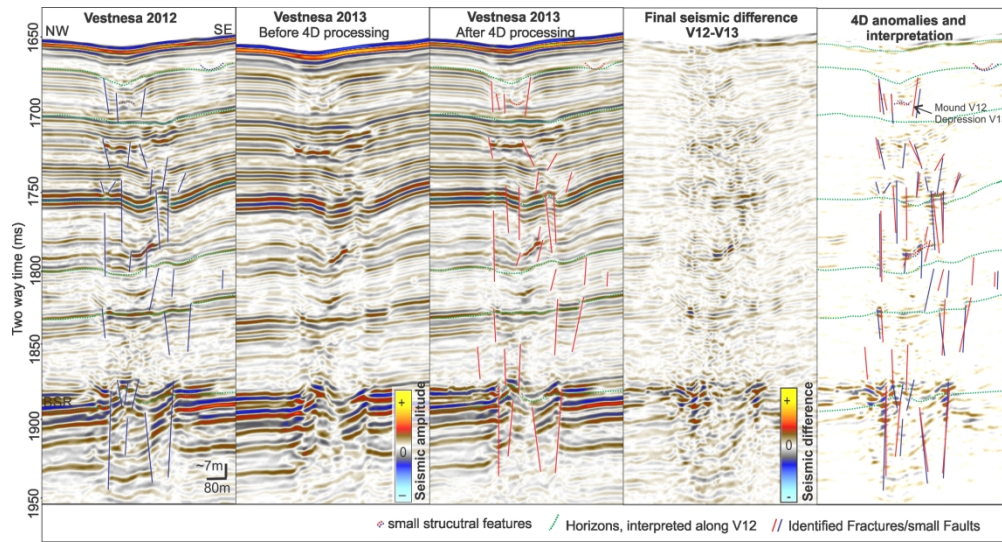 Vestnesa 2012
Vestnesa 2013
Before 4D processing
Vestnesa 2013
After 4D processing
Final seismic difference
V12-V13
4D anomalies and
interpretation
NW
SE
Two way time (ms)
1650
1700
1750
1800
1850
1900
1950
BSR
~7m
80m
+
0
–
Seismic amplitude
+
0
-
Seismic difference
Mound V12
Depression V1
small strucutral features
Horizons, interpreted along V12
Identified Fractures/small Faults